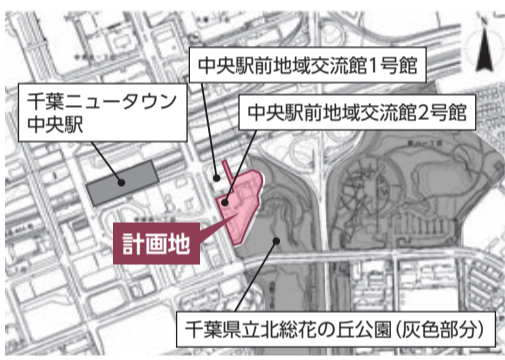 中央駅前地域交流館1号館
千葉ニュータウン
中央駅
中央駅前地域交流館2号館
計画地
千葉県立北総花の丘公園(灰色部分)